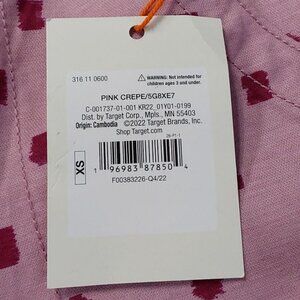 316 11 0600
⚠ WARNING: Not intended for
children ages 3 and under.
PINK CREPE/5G8XE7
C-001737-01-001 KR22_01Y01-0199
Dist. by Target Corp., Mpls., MN 55403
Origin: Cambodia ©2022 Target Brands, Inc.
Shop Target.com
XS
1 96983 87850 4
F00383226-Q4/22